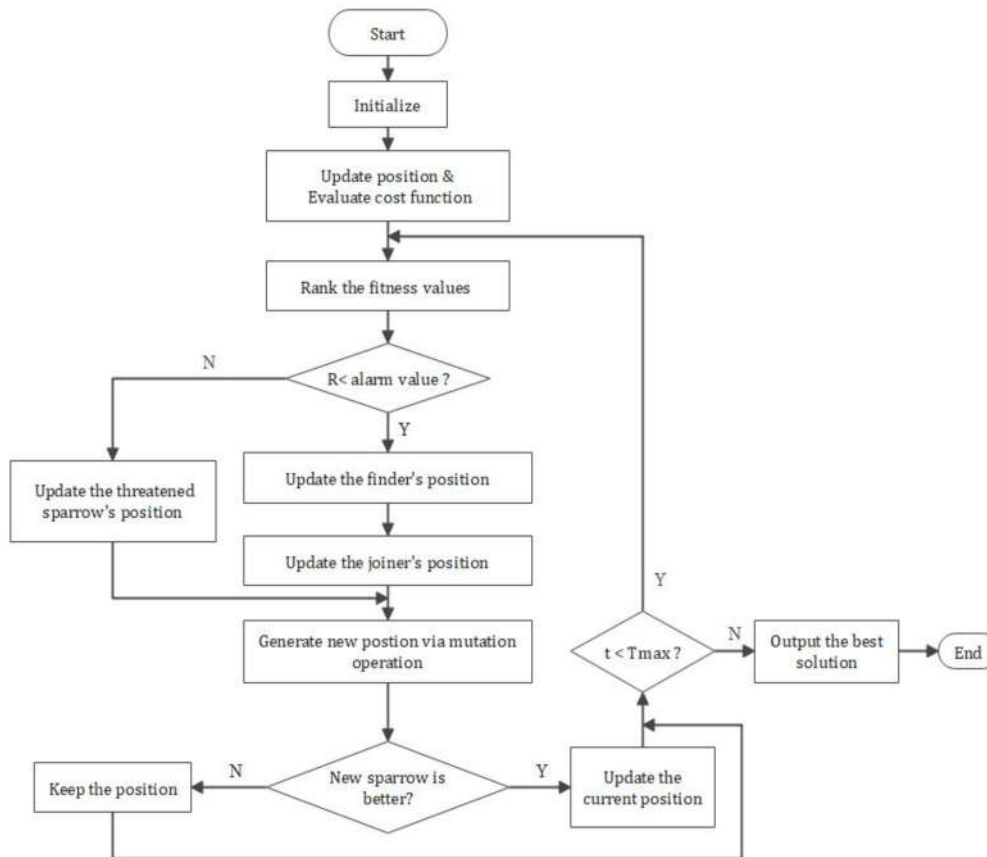 Start
Initialize
Update position &
Evaluate cost function
Rank the fitness values
N
R< alarm value ?
Y
Update the threatened
sparrow's position
Update the finder's position
Update the joiner's position
Generate new postion via mutation
operation
Y
t < Tmax ?
N
Output the best
solution
End
Keep the position
N
New sparrow is
better?
Y
Update the
current position